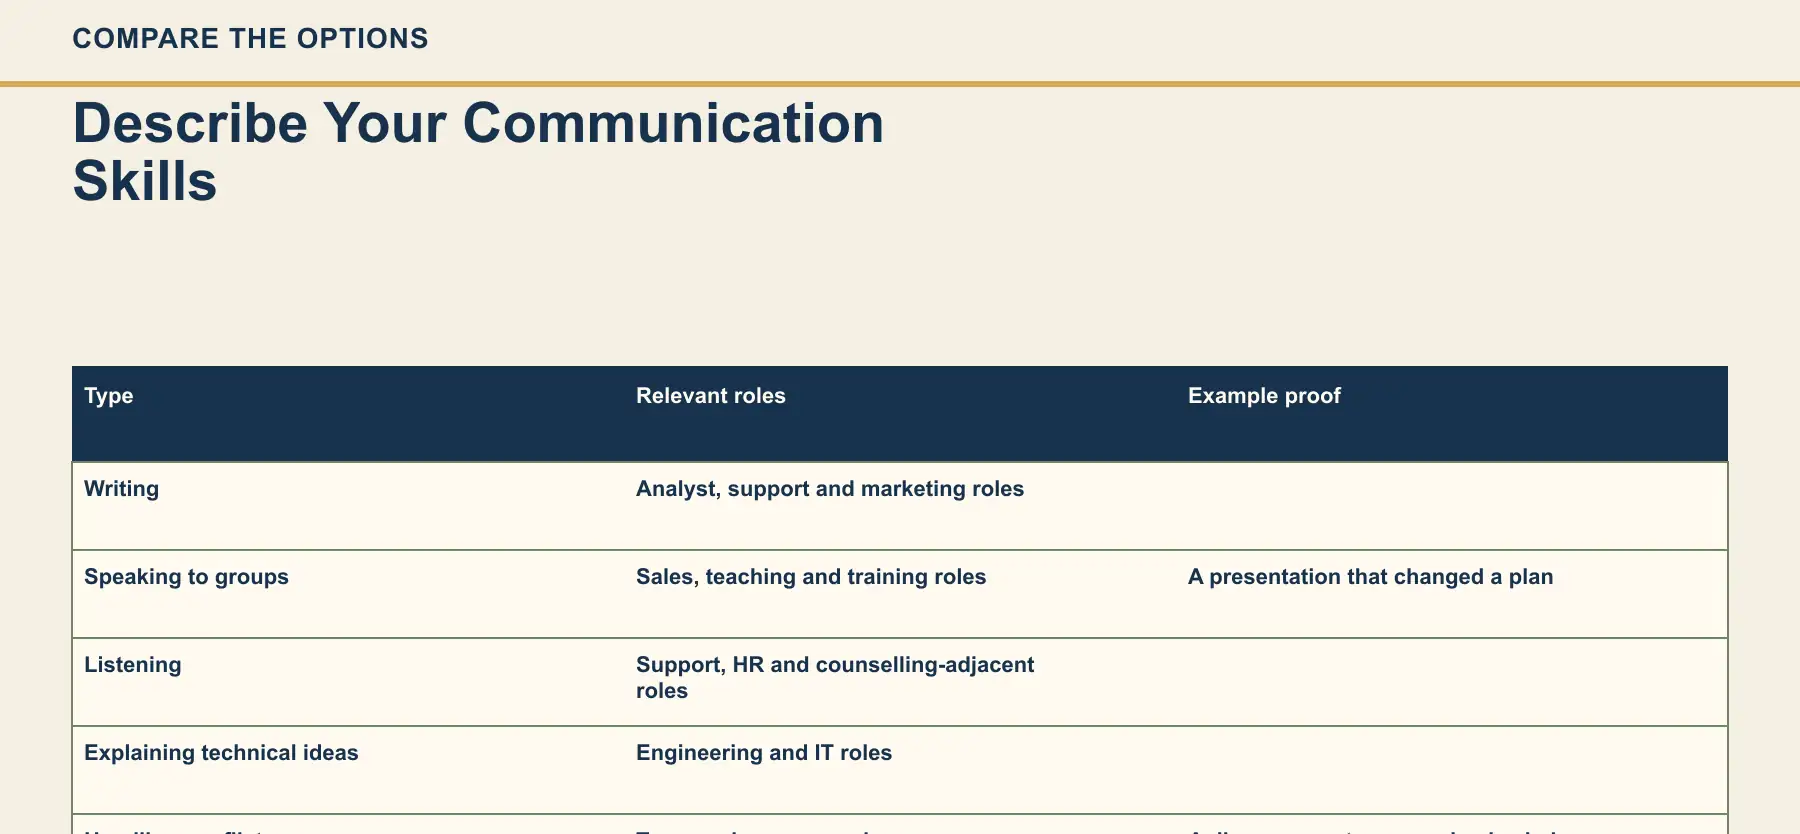 COMPARE THE OPTIONS
Describe Your Communication
Skills
Type Relevant roles Example proof
Writing Analyst, support and marketing roles
Speaking to groups Sales, teaching and training roles A presentation that changed a plan
Listening Support, HR and counselling-adjacent
roles
Explaining technical ideas Engineering and IT roles